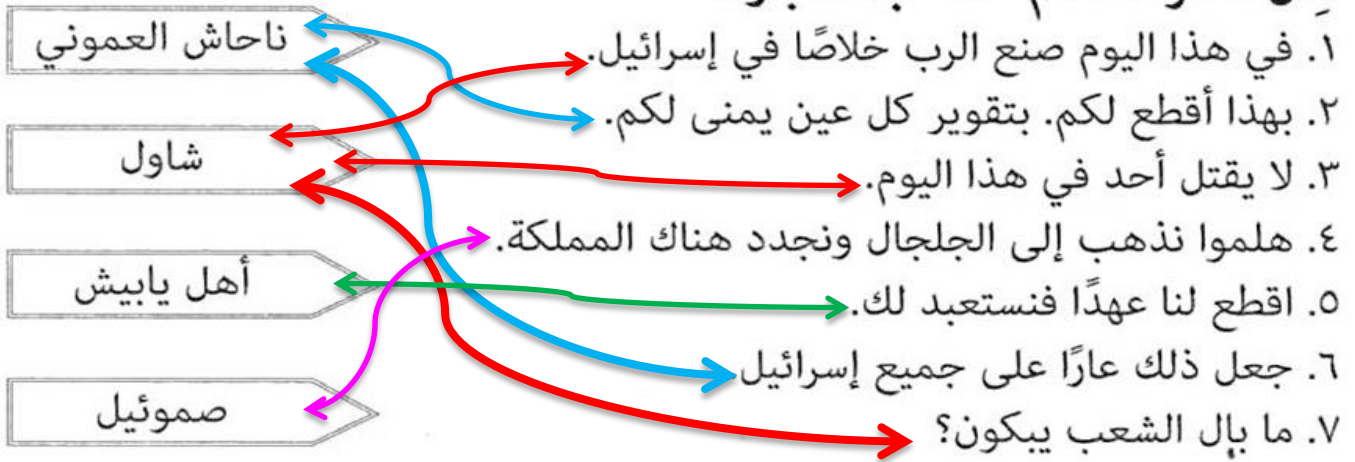 ١. في هذا اليوم صنع الرب خلاصًا في إسرائيل.
٢. بهذا أقطع لكم. بتقوير كل عين يمنى لكم.
٣. لا يقتل أحد في هذا اليوم.
٤. هلموا نذهب إلى الجلجال ونجدد هناك المملكة.
٥. اقطع لنا عهدًا فنستعبد لك.
٦. جعل ذلك عارًا على جميع إسرائيل
٧. ما بال الشعب يبكون؟
ناحاش العموني
شاول
أهل يابيش
صموئيل